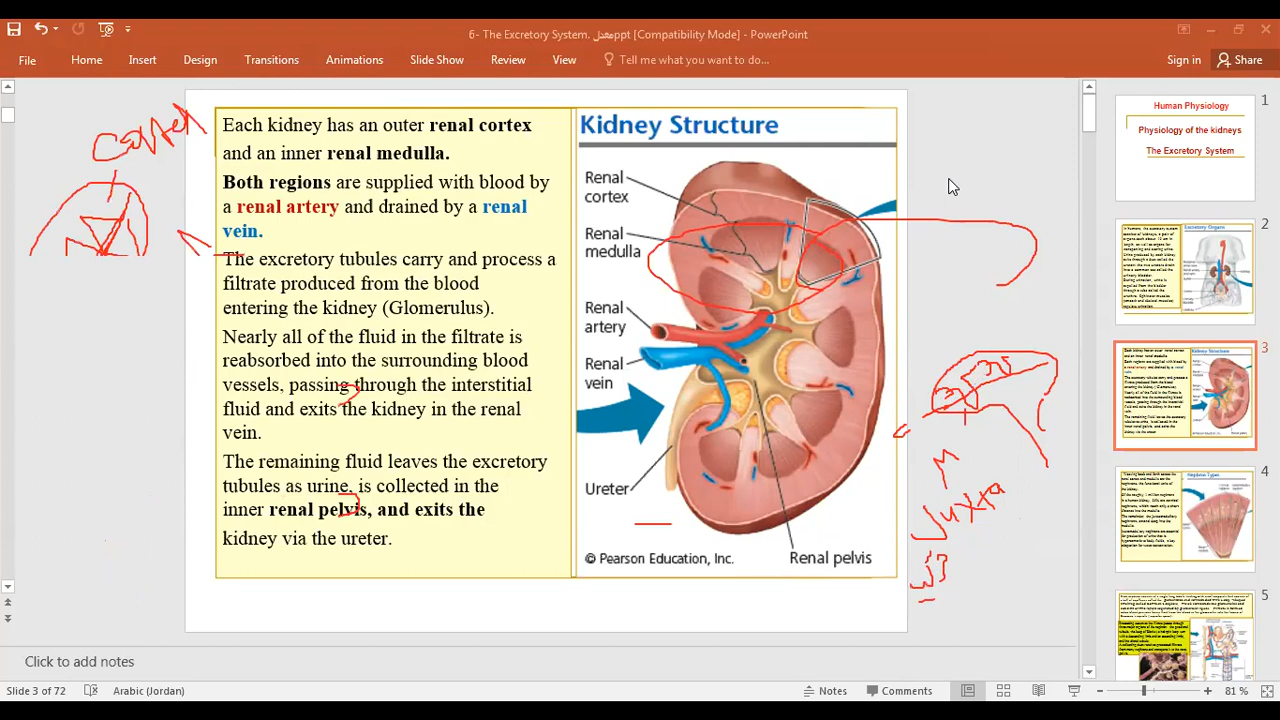 6- The Excretory System. معدلppt [Compatibility Mode] - PowerPoint
File Home Insert Design Transitions Animations Slide Show Review View Tell me what you want to do... Sign in Share
Cortex
Each kidney has an outer renal cortex
and an inner renal medulla.
Both regions are supplied with blood by
a renal artery and drained by a renal
vein.
The excretory tubules carry and process a
filtrate produced from the blood
entering the kidney (Glomerulus).
Nearly all of the fluid in the filtrate is
reabsorbed into the surrounding blood
vessels, passing through the interstitial
fluid and exits the kidney in the renal
vein.
The remaining fluid leaves the excretory
tubules as urine, is collected in the
inner renal pelvis, and exits the
kidney via the ureter.
Kidney Structure
Renal
cortex
Renal
medulla
Renal
artery
Renal
vein
Ureter
Renal pelvis
© Pearson Education, Inc.
M
Juxta
1
Human Physiology
Physiology of the kidneys
The Excretory System
2
Excretory Organs
3
Kidney Structure
4
Nephron Types
5
Click to add notes
Slide 3 of 72 Arabic (Jordan) Notes Comments 81 %